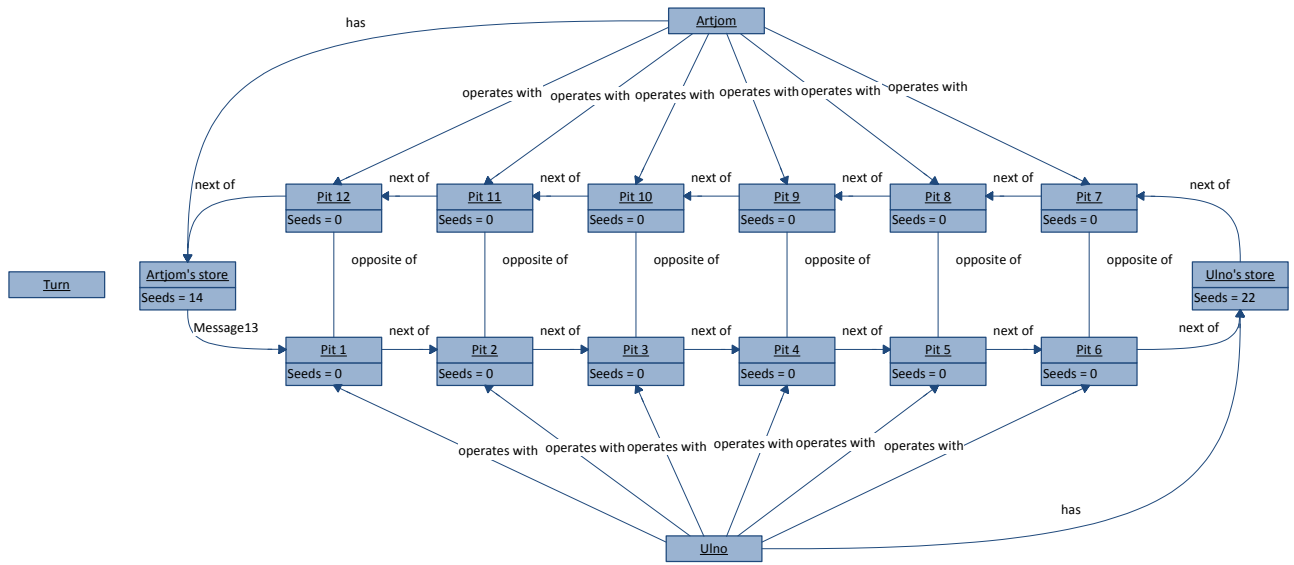 Artjom
has
operates with operates with operates with operates with operates with operates with
next of next of next of next of next of next of next of
Pit 12 Pit 11 Pit 10 Pit 9 Pit 8 Pit 7
Seeds = 0 Seeds = 0 Seeds = 0 Seeds = 0 Seeds = 0 Seeds = 0
opposite of opposite of opposite of opposite of opposite of opposite of
Turn Artjom's store Ulno's store
Seeds = 14 Seeds = 22
Message13 next of next of next of next of next of next of
Pit 1 Pit 2 Pit 3 Pit 4 Pit 5 Pit 6
Seeds = 0 Seeds = 0 Seeds = 0 Seeds = 0 Seeds = 0 Seeds = 0
operates with operates with operates with operates with operates with operates with
has
Ulno